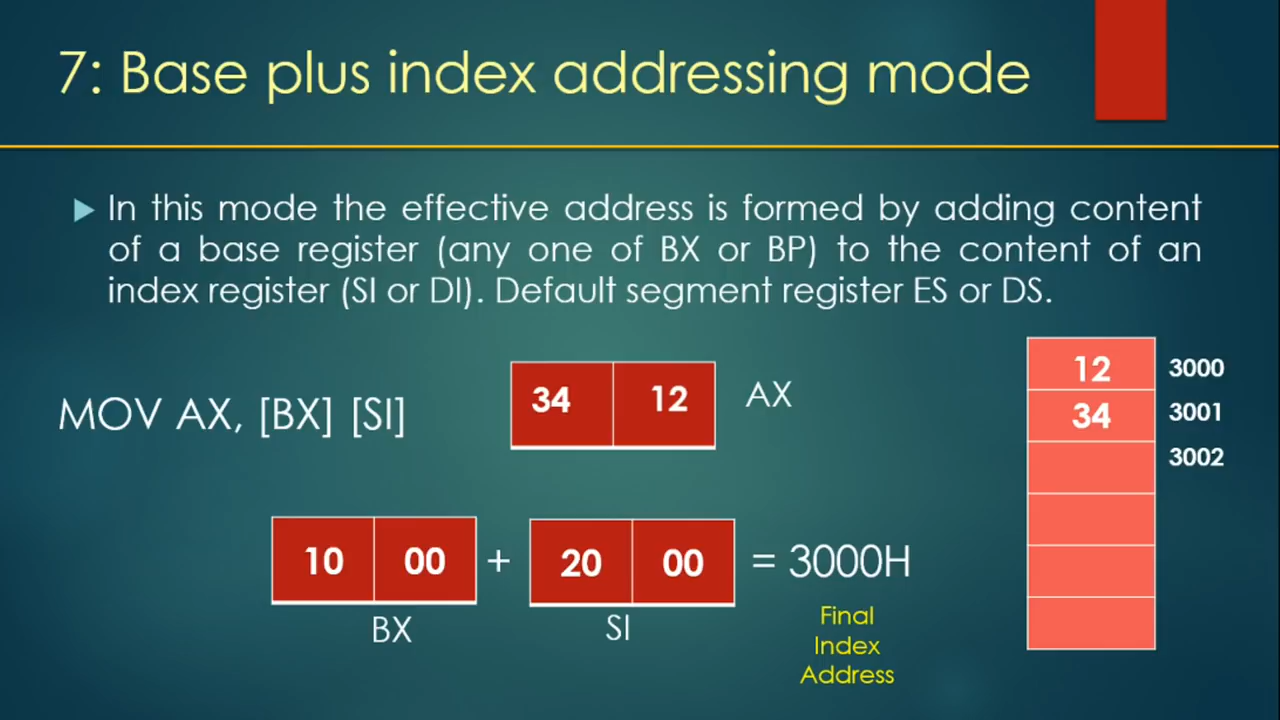 7: Base plus index addressing mode
In this mode the effective address is formed by adding content
of a base register (any one of BX or BP) to the content of an
index register (SI or DI). Default segment register ES or DS.
MOV AX, [BX] [SI]
34 12 AX
12 3000
34 3001
3002
10 00 + 20 00 = 3000H
BX SI
Final
Index
Address